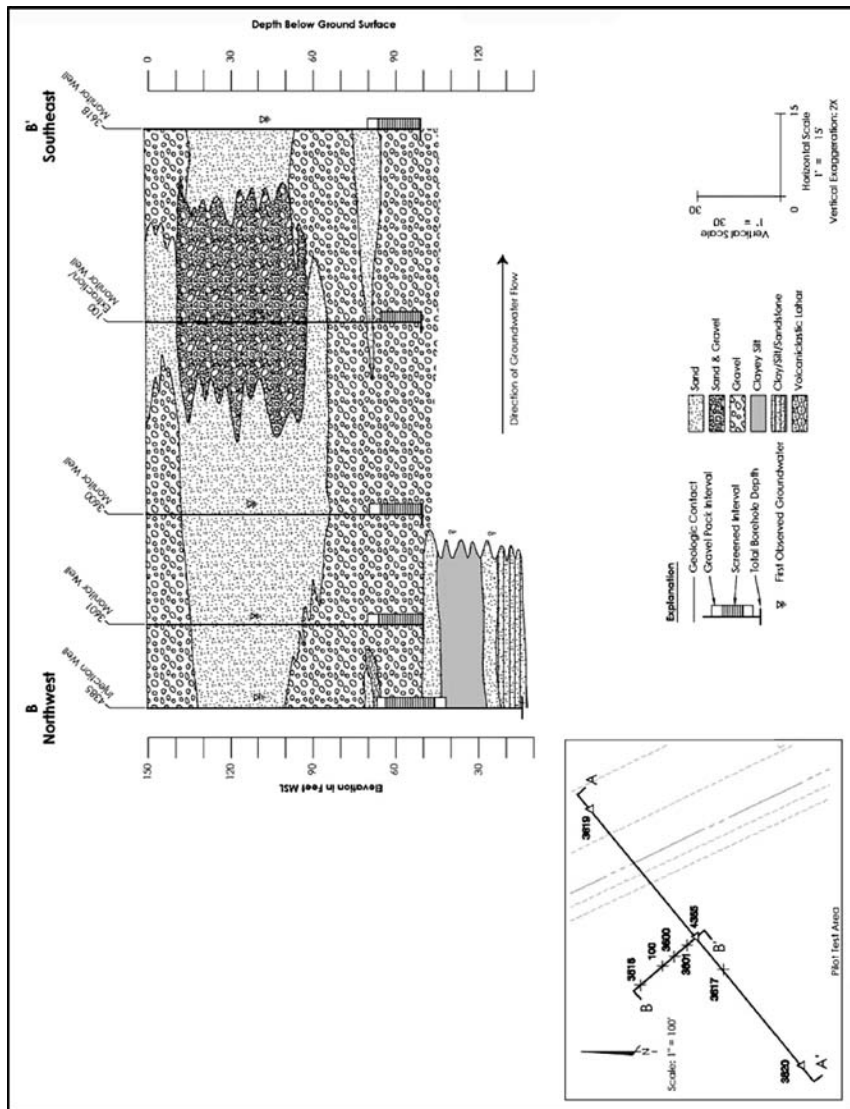 B
Northwest
B'
Southeast
4385
Injection Well
3601
Monitor Well
3600
Monitor Well
100
Extraction/
Monitor Well
3618
Monitor Well
Elevation in Feet MSL
150
120
90
60
30
Depth Below Ground Surface
0
30
60
90
120
?
?
Direction of Groundwater Flow
Explanation
Geologic Contact
Gravel Pack Interval
Screened Interval
Total Borehole Depth
First Observed Groundwater
Sand
Sand & Gravel
Gravel
Clayey Silt
Clay/Silt/Sandstone
Volcaniclastic Lahar
Vertical Scale
1" = 30
30
0
15
Horizontal Scale
1" = 15'
Vertical Exaggeration: 2X
N
Scale: 1" = 100'
B
3618
100
3600
3601
4385
B'
3617
3619
A
3820
A'
Pilot Test Area